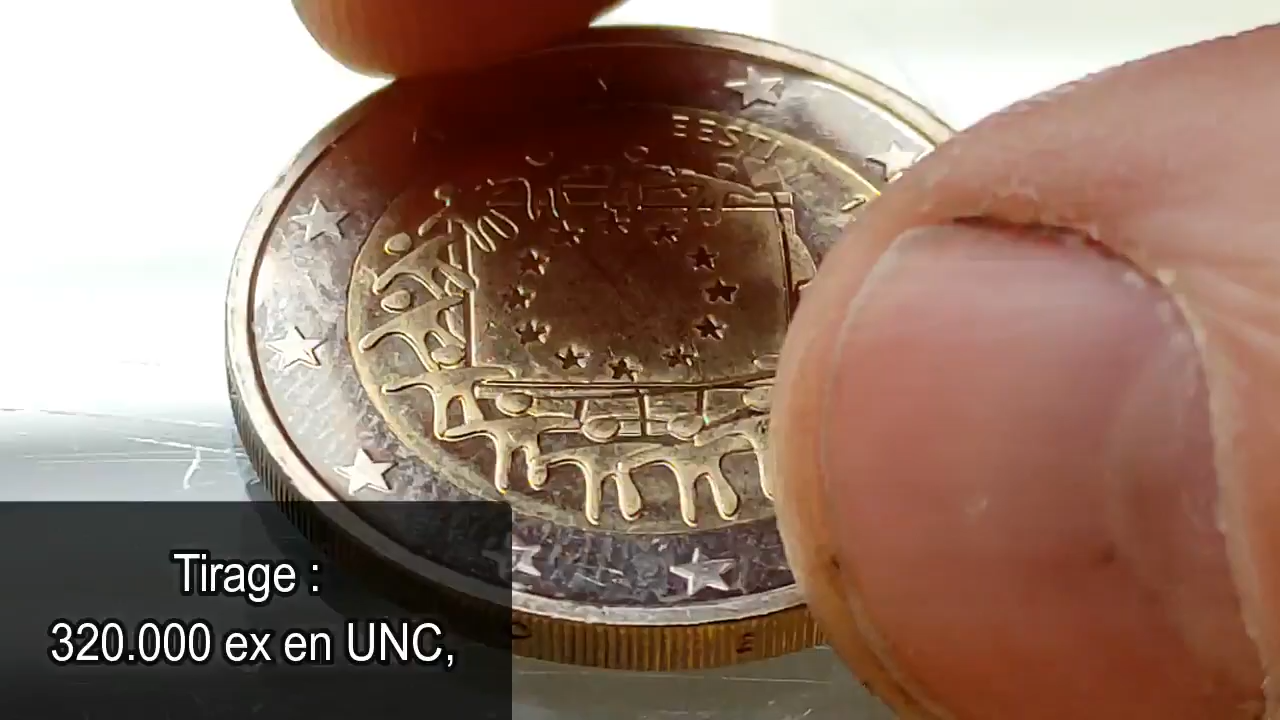 EESTI
Tirage :
320.000 ex en UNC,